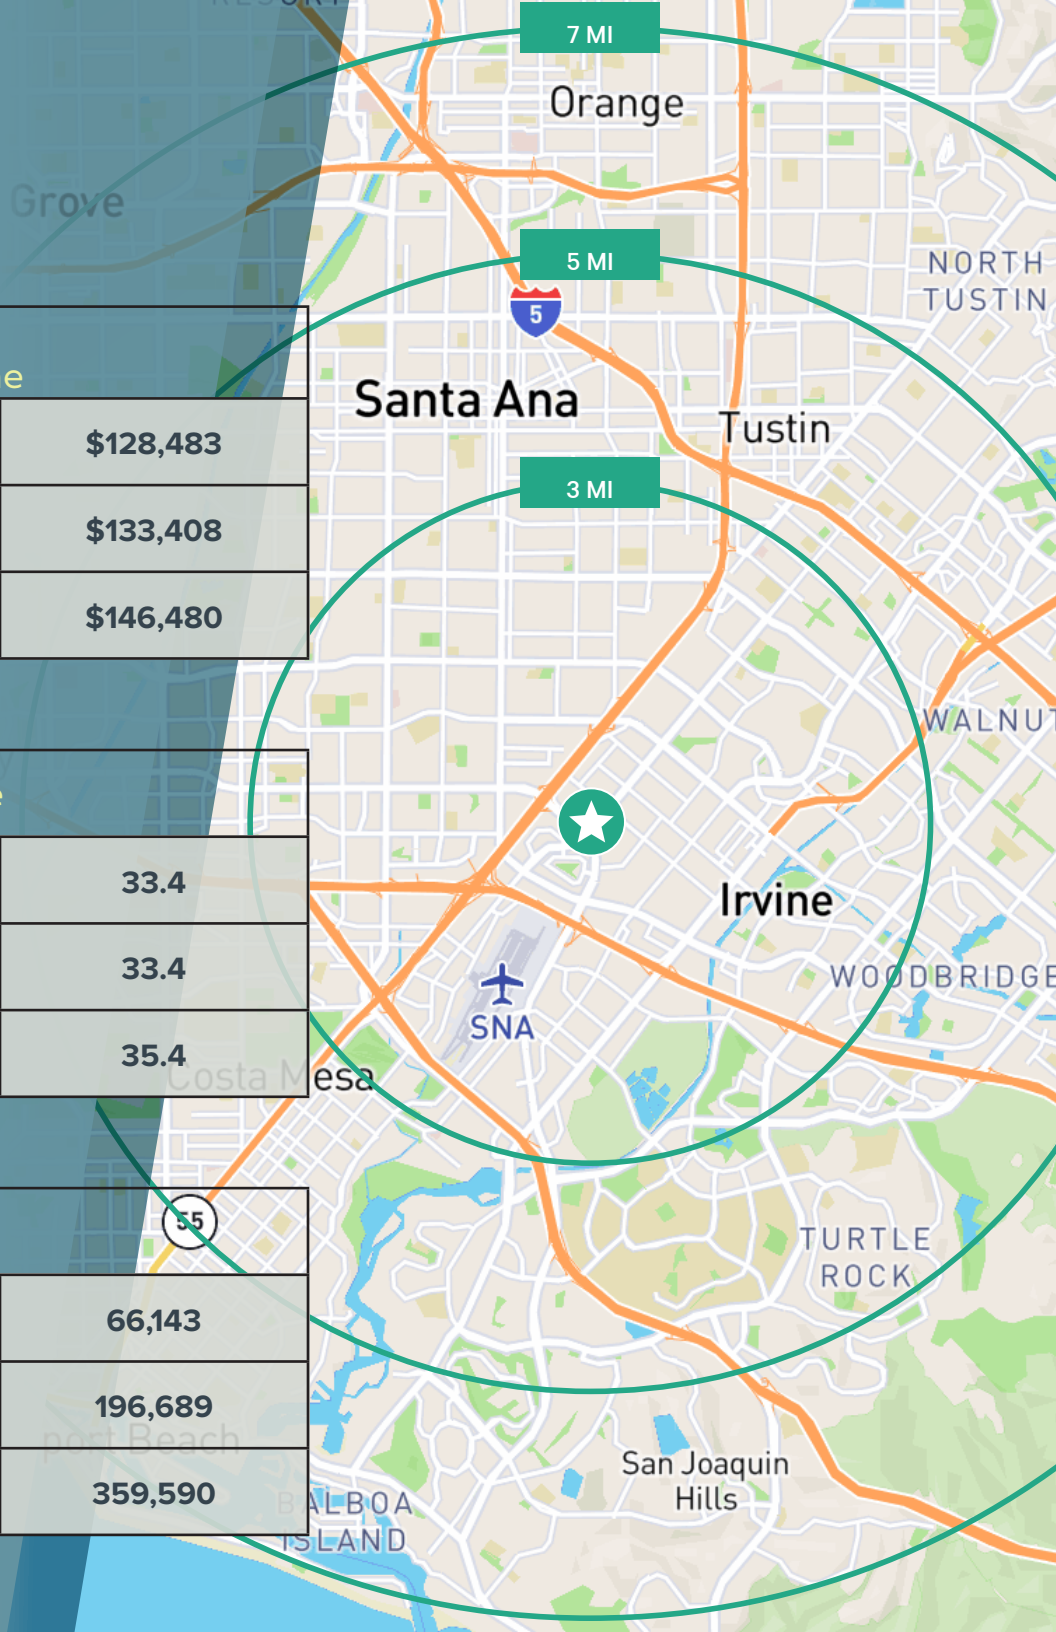 RESORT
7 MI
Orange
Grove
5 MI
NORTH
TUSTIN
5
e
Santa Ana
Tustin
$128,483
3 MI
$133,408
$146,480
WALNUT
e
33.4
Irvine
33.4
WOODBRIDGE
SNA
35.4
Costa Mesa
55
TURTLE
ROCK
66,143
196,689
port Beach
San Joaquin
Hills
359,590
BALBOA
ISLAND